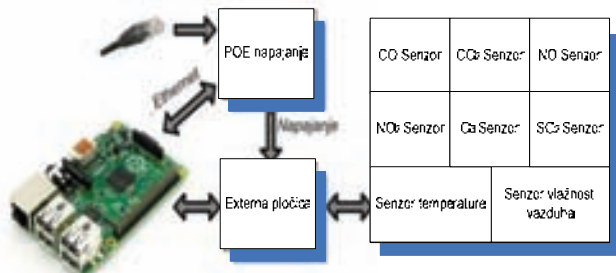 POE napajanje
CO Senzor
CO₂ Senzor
NO Senzor
Ethernet
NO₂ Senzor
O₃ Senzor
SO₂ Senzor
Napajanje
Externa pločica
Senzor temperature
Senzor vlažnost
vazduha